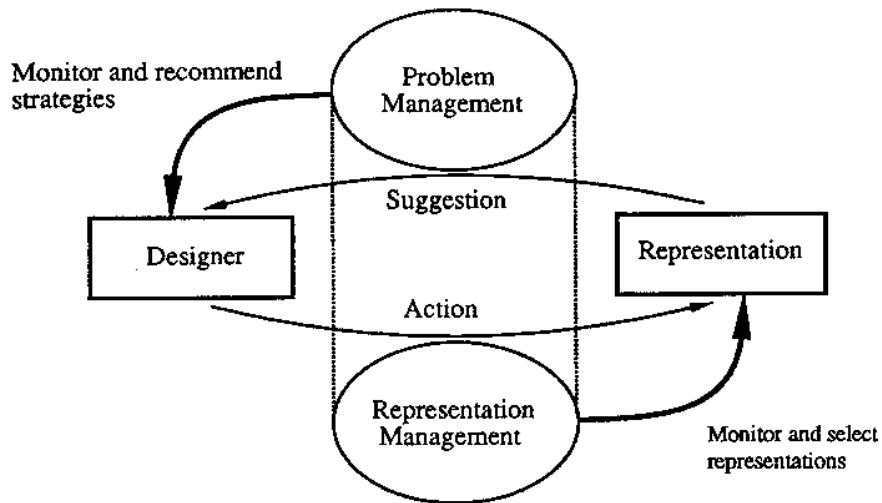 Monitor and recommend
strategies
Problem
Management
Suggestion
Designer
Representation
Action
Representation
Management
Monitor and select
representations